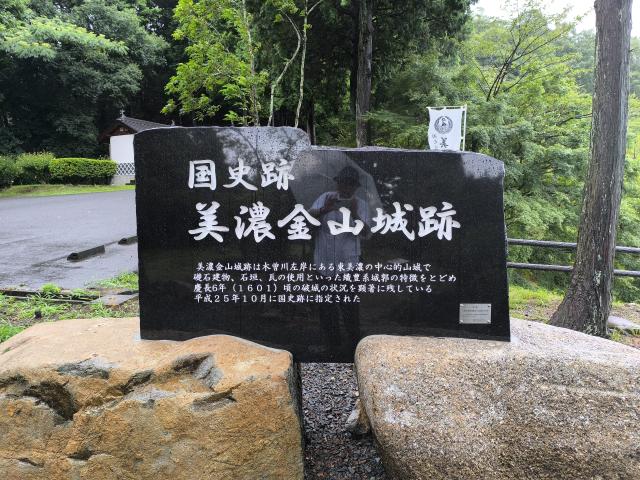 国史跡
美濃金山城跡
美濃金山城跡は木曽川左岸にある東美濃の中心的山城で
礎石建物、石垣、瓦の使用といった織豊系城郭の特徴をとどめ
慶長6年（1601）頃の破城の状況を顕著に残している
平成25年10月に国史跡に指定された
美